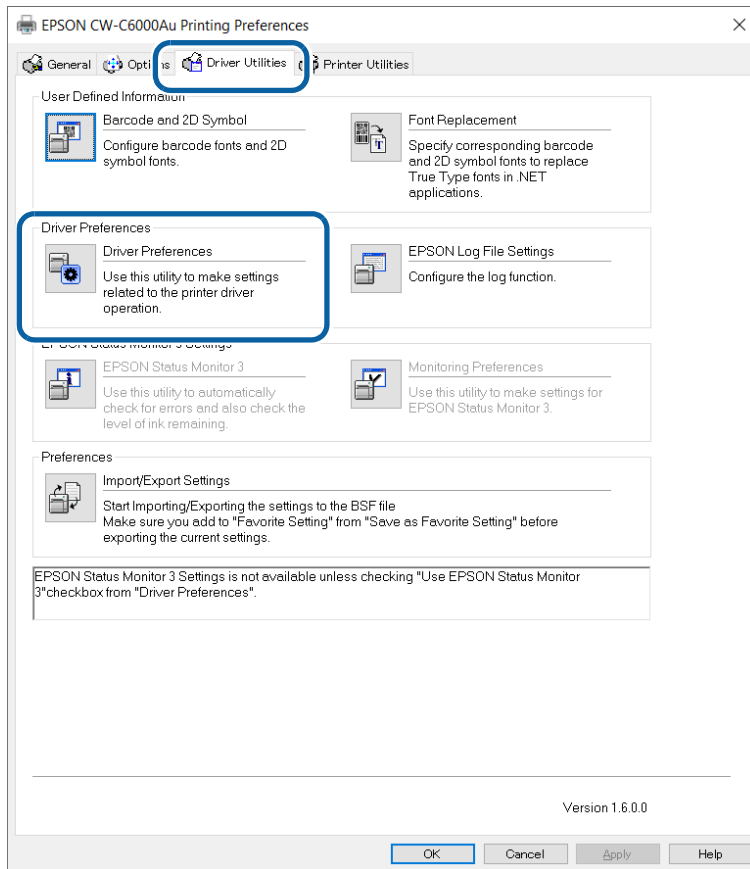 EPSON CW-C6000Au Printing Preferences
General
Driver Utilities
Printer Utilities
User Defined Information
Barcode and 2D Symbol
Configure barcode fonts and 2D
symbol fonts.
Font Replacement
Specify corresponding barcode
and 2D symbol fonts to replace
True Type fonts in .NET
applications.
Driver Preferences
Driver Preferences
Use this utility to make settings
related to the printer driver
operation.
EPSON Log File Settings
Configure the log function.
EPSON Status Monitor 3 Settings
EPSON Status Monitor 3
Use this utility to automatically
check for errors and also check the
level of ink remaining.
Monitoring Preferences
Use this utility to make settings for
EPSON Status Monitor 3.
Preferences
Import/Export Settings
Start Importing/Exporting the settings to the BSF file
Make sure you add to "Favorite Setting" from "Save as Favorite Setting" before
exporting the current settings.
EPSON Status Monitor 3 Settings is not available unless checking "Use EPSON Status Monitor
3"checkbox from "Driver Preferences".
Version 1.6.0.0
OK
Cancel
Apply
Help